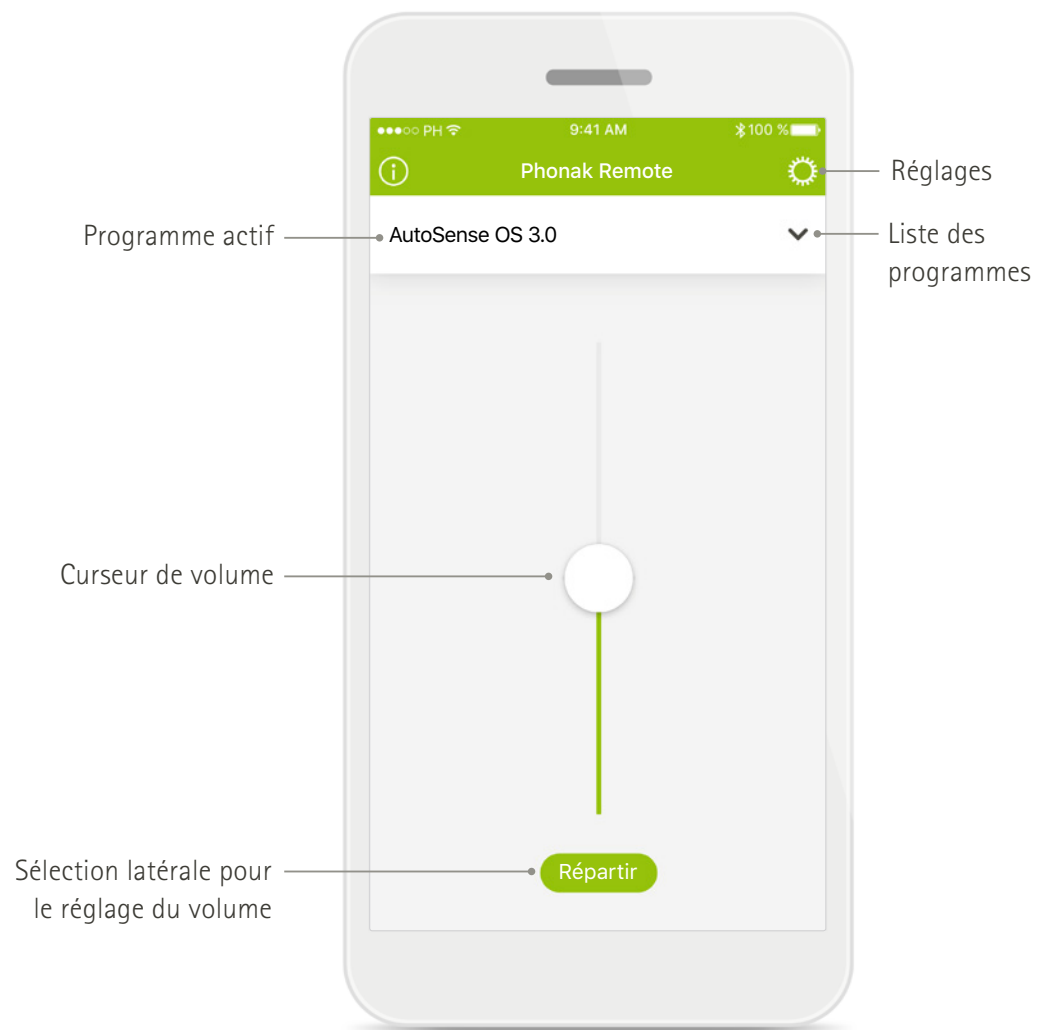 PH 9:41 AM 100 %
Phonak Remote
Réglages
Programme actif
AutoSense OS 3.0
Liste des
programmes
Curseur de volume
Sélection latérale pour
le réglage du volume
Répartir